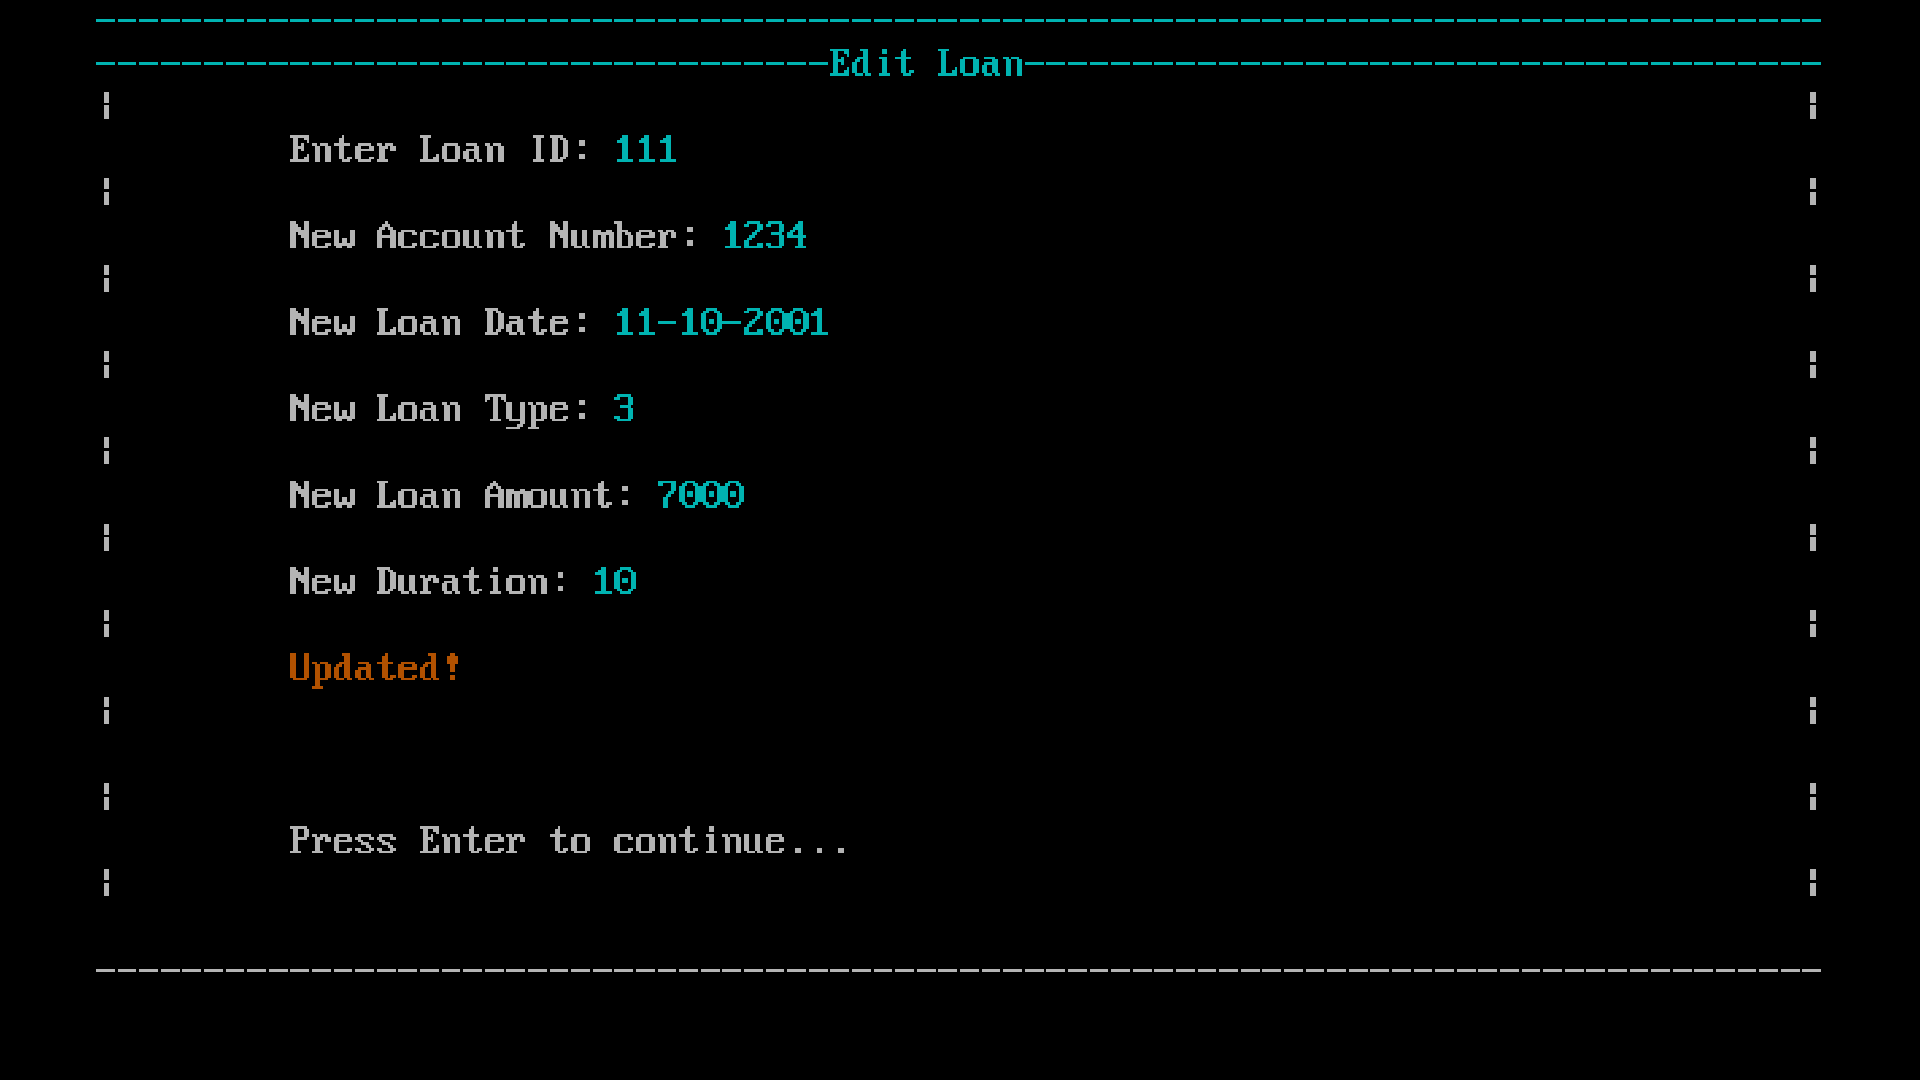 Edit Loan
Enter Loan ID: 111
New Account Number: 1234
New Loan Date: 11-10-2001
New Loan Type: 3
New Loan Amount: 7000
New Duration: 10
Updated!
Press Enter to continue...